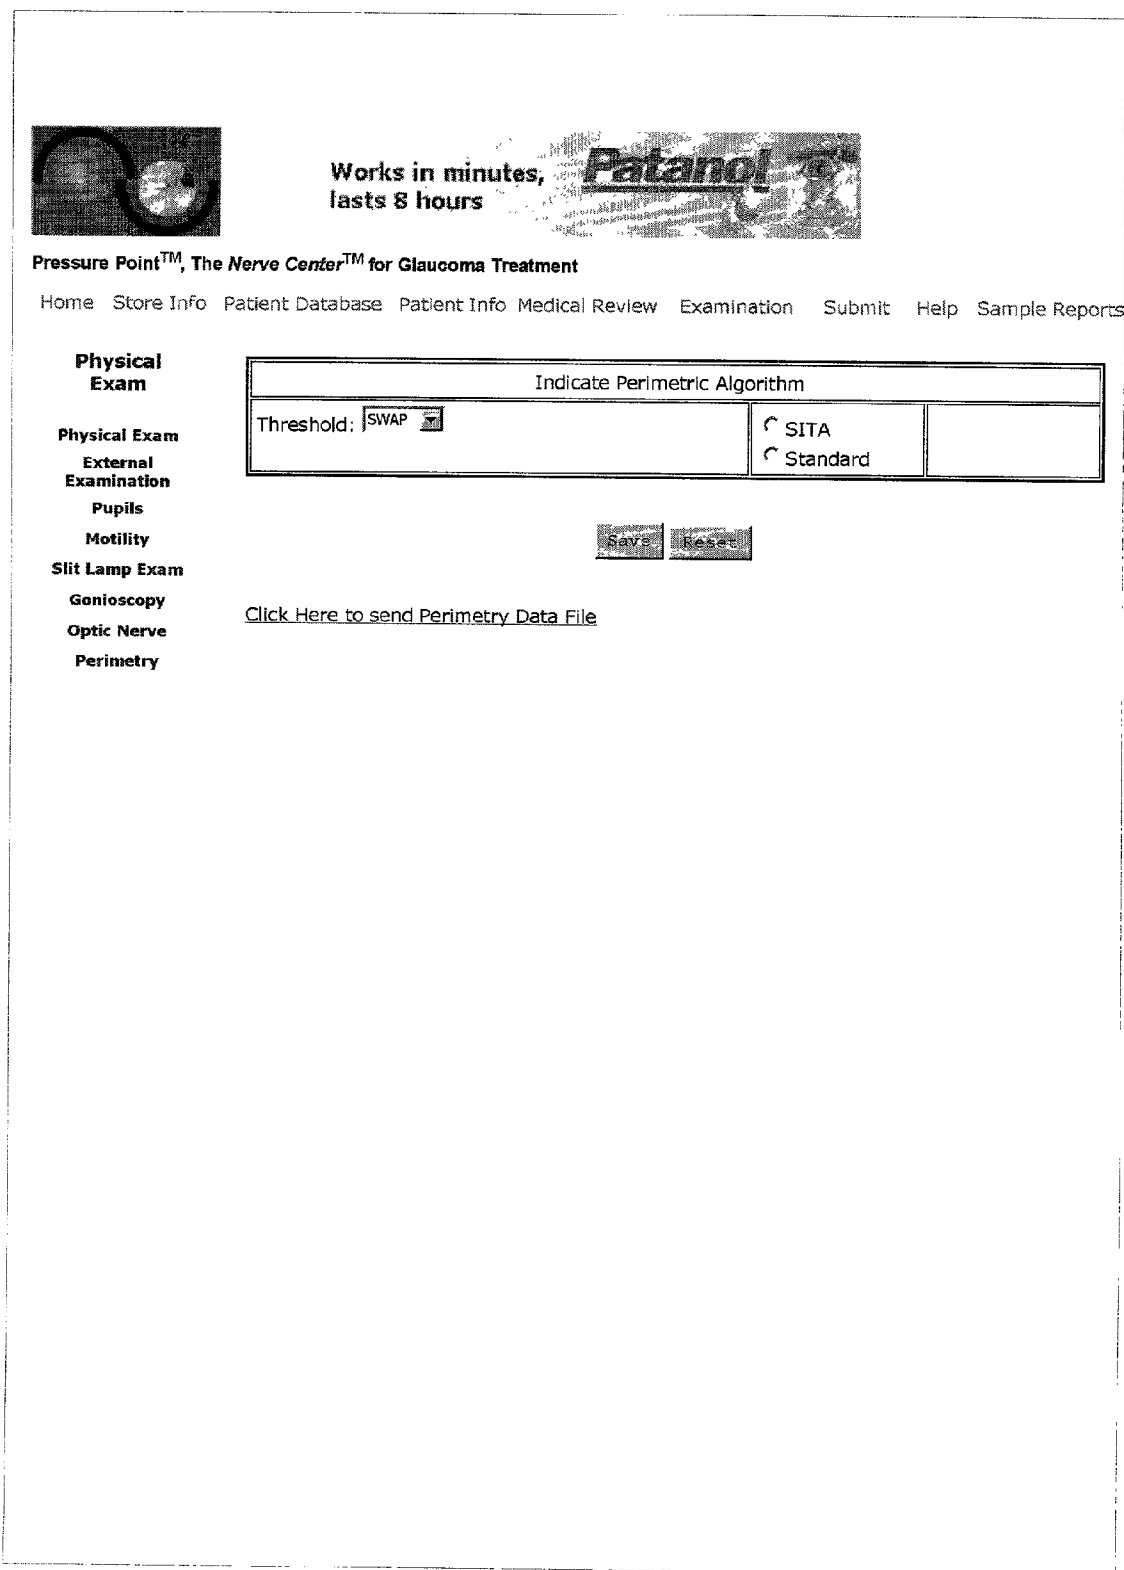 Works in minutes,
lasts 8 hours
Patanol
Pressure Point™, The Nerve Center™ for Glaucoma Treatment
Home Store Info Patient Database Patient Info Medical Review Examination Submit Help Sample Reports
Physical
Exam
Physical Exam
External
Examination
Pupils
Motility
Slit Lamp Exam
Gonioscopy
Optic Nerve
Perimetry
Indicate Perimetric Algorithm
Threshold: SWAP
SITA
Standard
Save Reset
Click Here to send Perimetry Data File